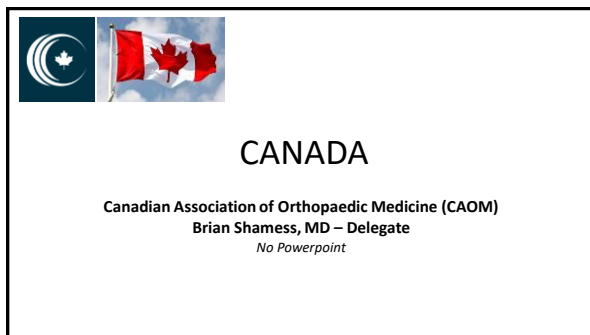 CANADA
Canadian Association of Orthopaedic Medicine (CAOM)
Brian Shamess, MD – Delegate
No Powerpoint